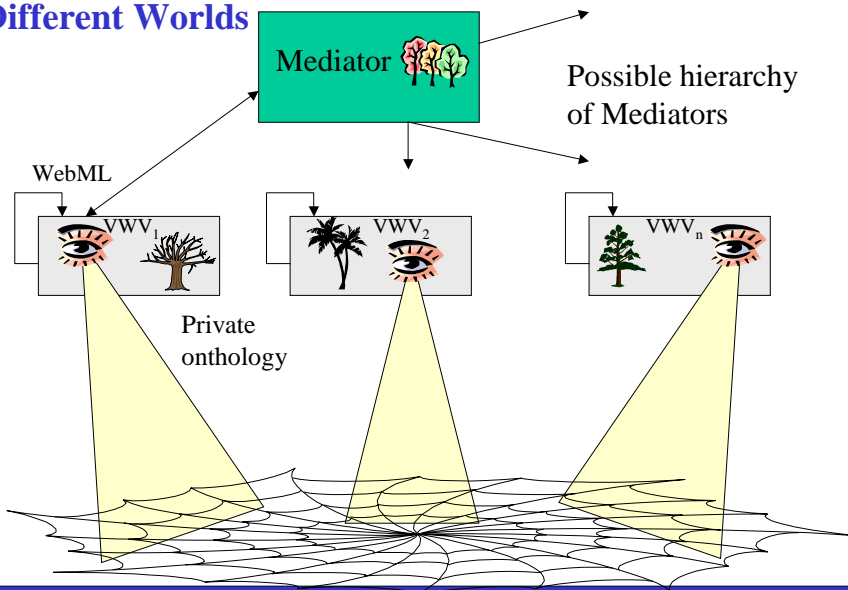 Different Worlds
Mediator
Possible hierarchy
of Mediators
WebML
VWV1
VWV2
VWVn
Private
onthology